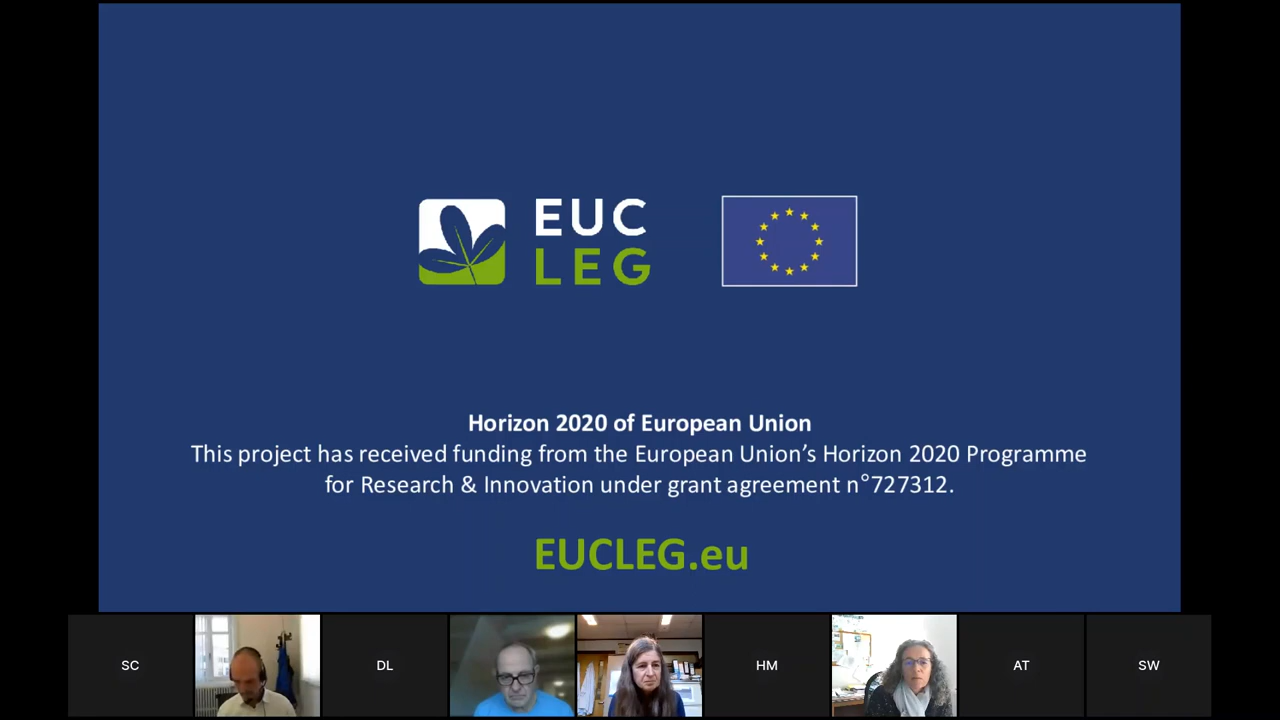 EUC
LEG
Horizon 2020 of European Union
This project has received funding from the European Union’s Horizon 2020 Programme
for Research & Innovation under grant agreement n°727312.
EUCLEG.eu
SC
DL
HM
AT
SW